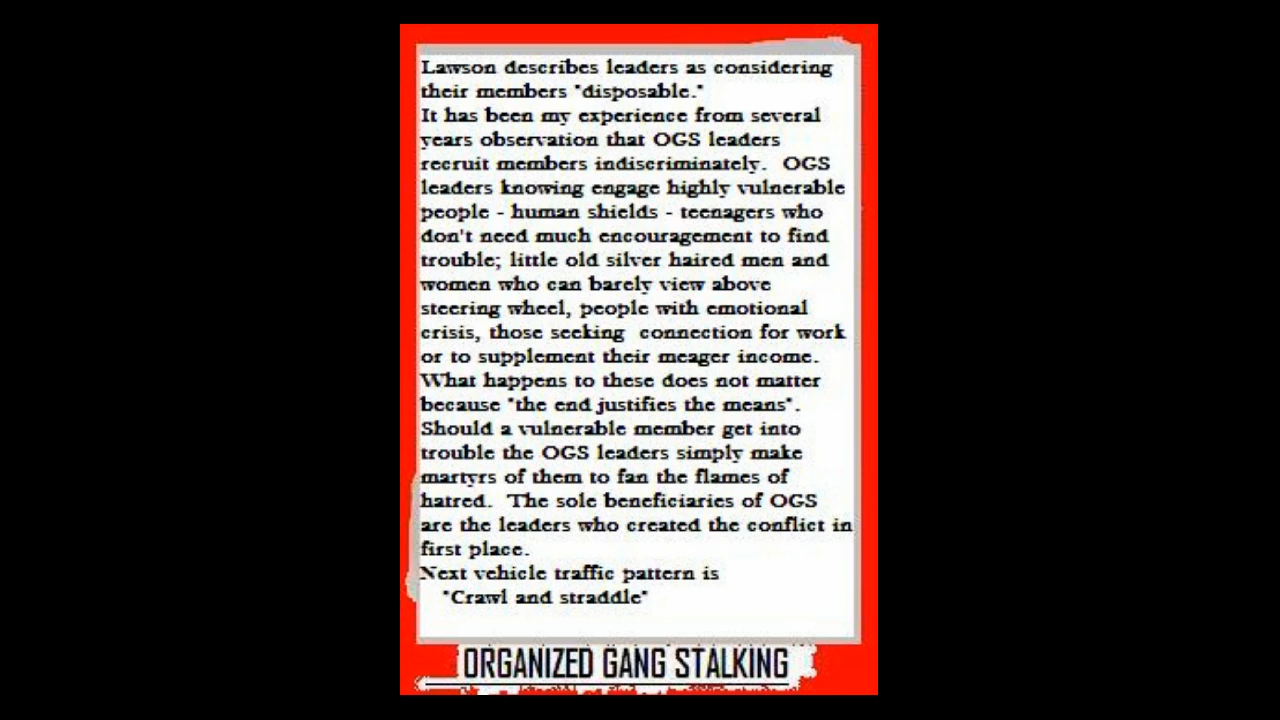 Lawson describes leaders as considering
their members "disposable."
It has been my experience from several
years observation that OGS leaders
recruit members indiscriminately. OGS
leaders knowing engage highly vulnerable
people - human shields - teenagers who
don't need much encouragement to find
trouble; little old silver haired men and
women who can barely view above
steering wheel, people with emotional
crisis, those seeking connection for work
or to supplement their meager income.
What happens to these does not matter
because "the end justifies the means".
Should a vulnerable member get into
trouble the OGS leaders simply make
martyrs of them to fan the flames of
hatred. The sole beneficiaries of OGS
are the leaders who created the conflict in
first place.
Next vehicle traffic pattern is
"Crawl and straddle"
ORGANIZED GANG STALKING